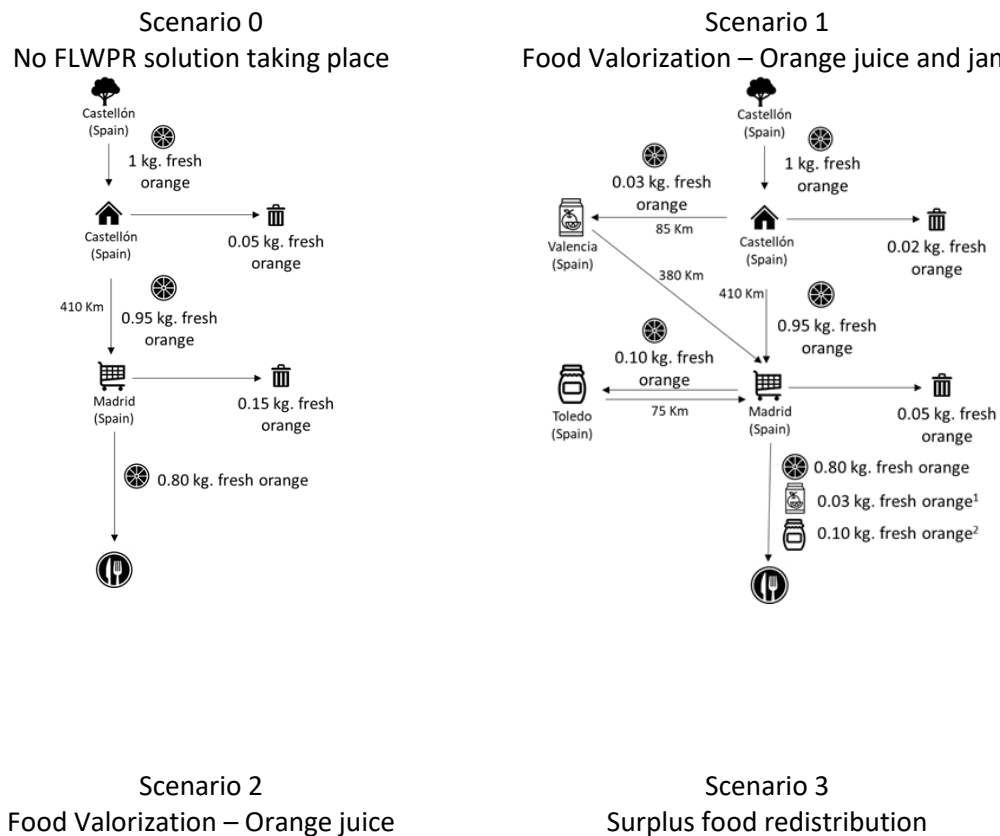 Scenario 0
No FLWPR solution taking place
Castellón
(Spain)
1 kg. fresh
orange
Castellón
(Spain)
0.05 kg. fresh
orange
410 Km
0.95 kg. fresh
orange
Madrid
(Spain)
0.15 kg. fresh
orange
0.80 kg. fresh orange
Scenario 1
Food Valorization – Orange juice and jam
Castellón
(Spain)
1 kg. fresh
orange
0.03 kg. fresh
orange
85 Km
Valencia
(Spain)
Castellón
(Spain)
0.02 kg. fresh
orange
380 Km
410 Km
0.95 kg. fresh
orange
0.10 kg. fresh
orange
75 Km
Toledo
(Spain)
Madrid
(Spain)
0.05 kg. fresh
orange
0.80 kg. fresh orange
0.03 kg. fresh orange¹
0.10 kg. fresh orange²
Scenario 2
Food Valorization – Orange juice
Scenario 3
Surplus food redistribution